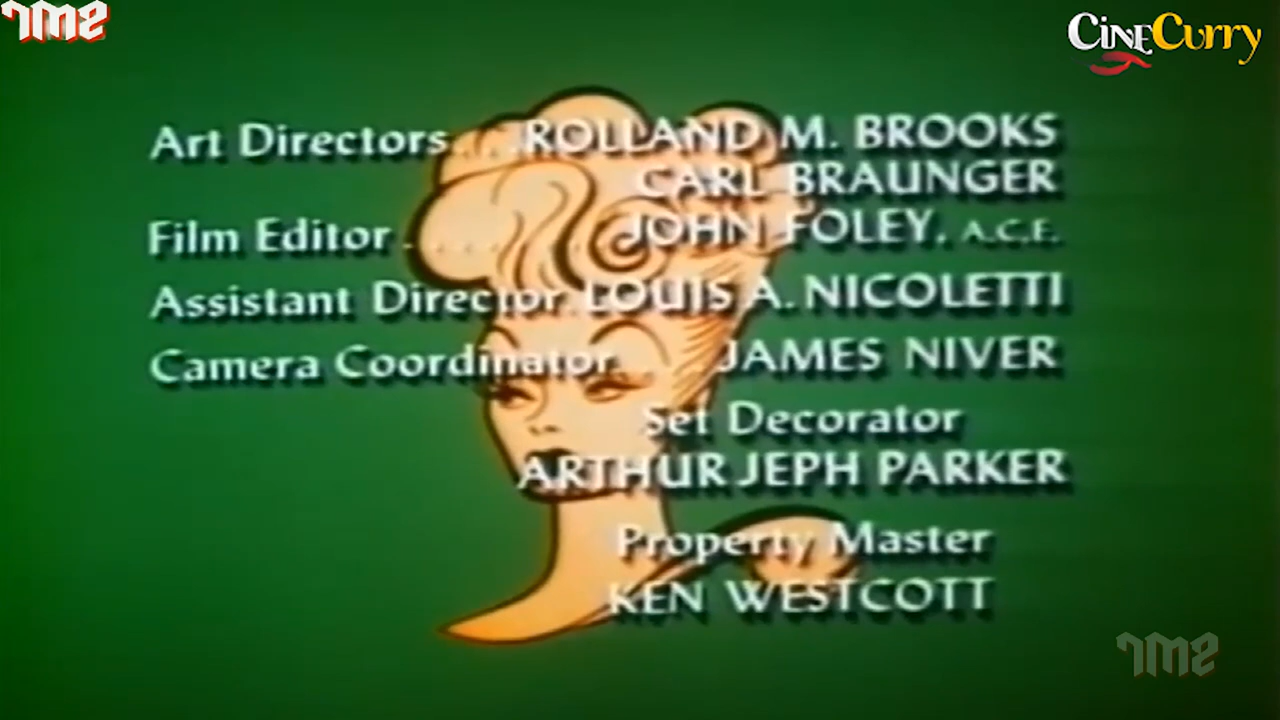 CINECURRY
Art Directors. . .ROLLAND M. BROOKS
CARL BRAUNGER
Film Editor . . . . . . JOHN FOLEY, A.C.E.
Assistant Director. LOUIS A. NICOLETTI
Camera Coordinator. . . JAMES NIVER
Set Decorator
ARTHUR JEPH PARKER
Property Master
KEN WESTCOTT